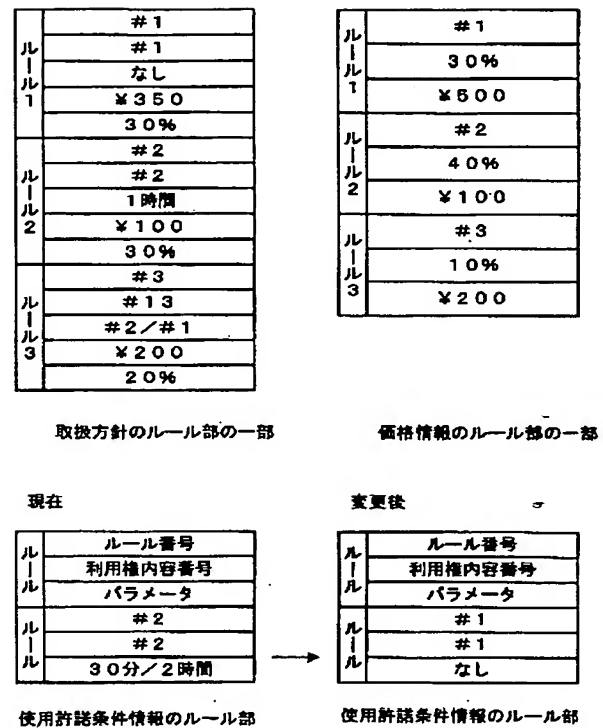 ルール1
#1
#1
なし
¥350
30%
ルール2
#2
#2
1時間
¥100
30%
ルール3
#3
#13
#2/#1
¥200
20%
取扱方針のルール部の一部
ルール1
#1
30%
¥500
ルール2
#2
40%
¥100
ルール3
#3
10%
¥200
価格情報のルール部の一部
現在
ルール
ルール番号
利用権内容番号
パラメータ
ルール
#2
#2
30分/2時間
使用許諾条件情報のルール部
変更後
ルール
ルール番号
利用権内容番号
パラメータ
ルール
#1
#1
なし
使用許諾条件情報のルール部